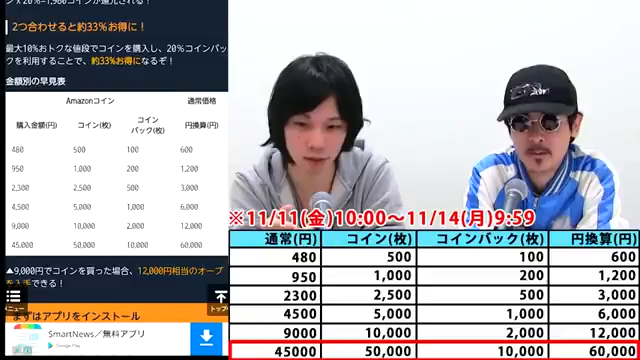 2つ合わせると約33%お得に！
最大10%おトクな値段でコインを購入し、20%コインバッ
クを利用することで、約33%お得になるぞ！
金額別の早見表
Amazonコイン 通常価格
購入金額(円) コイン(枚) コイン
バック(枚) 円換算(円)
480 500 100 600
950 1,000 200 1,200
2,300 2,500 500 3,000
4,500 5,000 1,000 6,000
9,000 10,000 2,000 12,000
45,000 50,000 10,000 60,000
▲9,000円でコインを買った場合、12,000円相当のオーブ
を入手できる！
メニュー
まずはアプリをインストール
トップへ
SmartNews／無料アプリ
Google Play
※11/11(金)10:00〜11/14(月)9:59
通常(円) コイン(枚) コインバック(枚) 円換算(円)
480 500 100 600
950 1,000 200 1,200
2300 2,500 500 3,000
4500 5,000 1,000 6,000
9000 10,000 2,000 12,000
45000 50,000 10,000 60,000